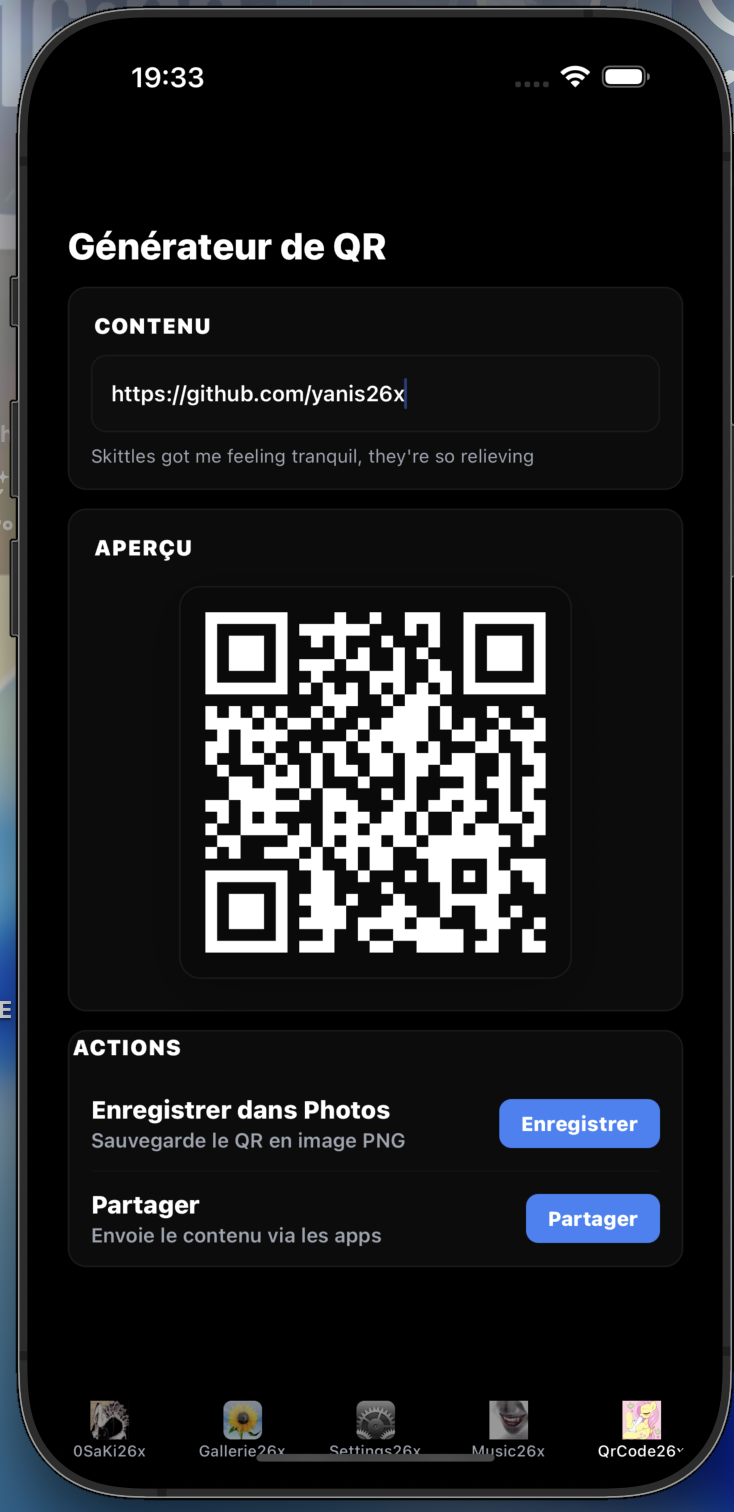 19:33
Générateur de QR
CONTENU
https://github.com/yanis26x
Skittles got me feeling tranquil, they're so relieving
APERÇU
ACTIONS
Enregistrer dans Photos
Sauvegarde le QR en image PNG
Enregistrer
Partager
Envoie le contenu via les apps
Partager
0SaKi26x
Gallerie26x
Settings26x
Music26x
QrCode26